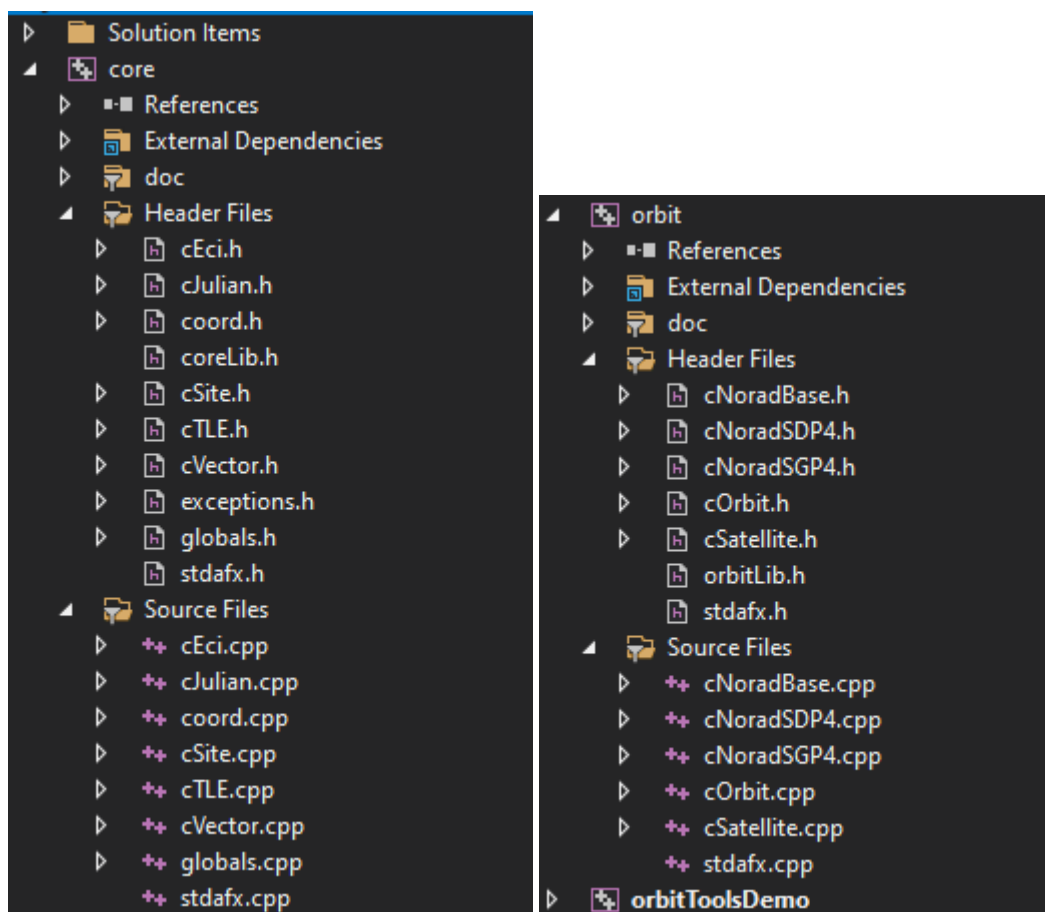 Solution Items
core
References
External Dependencies
doc
Header Files
cEci.h
cJulian.h
coord.h
coreLib.h
cSite.h
cTLE.h
cVector.h
exceptions.h
globals.h
stdafx.h
Source Files
cEci.cpp
cJulian.cpp
coord.cpp
cSite.cpp
cTLE.cpp
cVector.cpp
globals.cpp
stdafx.cpp
orbit
References
External Dependencies
doc
Header Files
cNoradBase.h
cNoradSDP4.h
cNoradSGP4.h
cOrbit.h
cSatellite.h
orbitLib.h
stdafx.h
Source Files
cNoradBase.cpp
cNoradSDP4.cpp
cNoradSGP4.cpp
cOrbit.cpp
cSatellite.cpp
stdafx.cpp
orbitToolsDemo